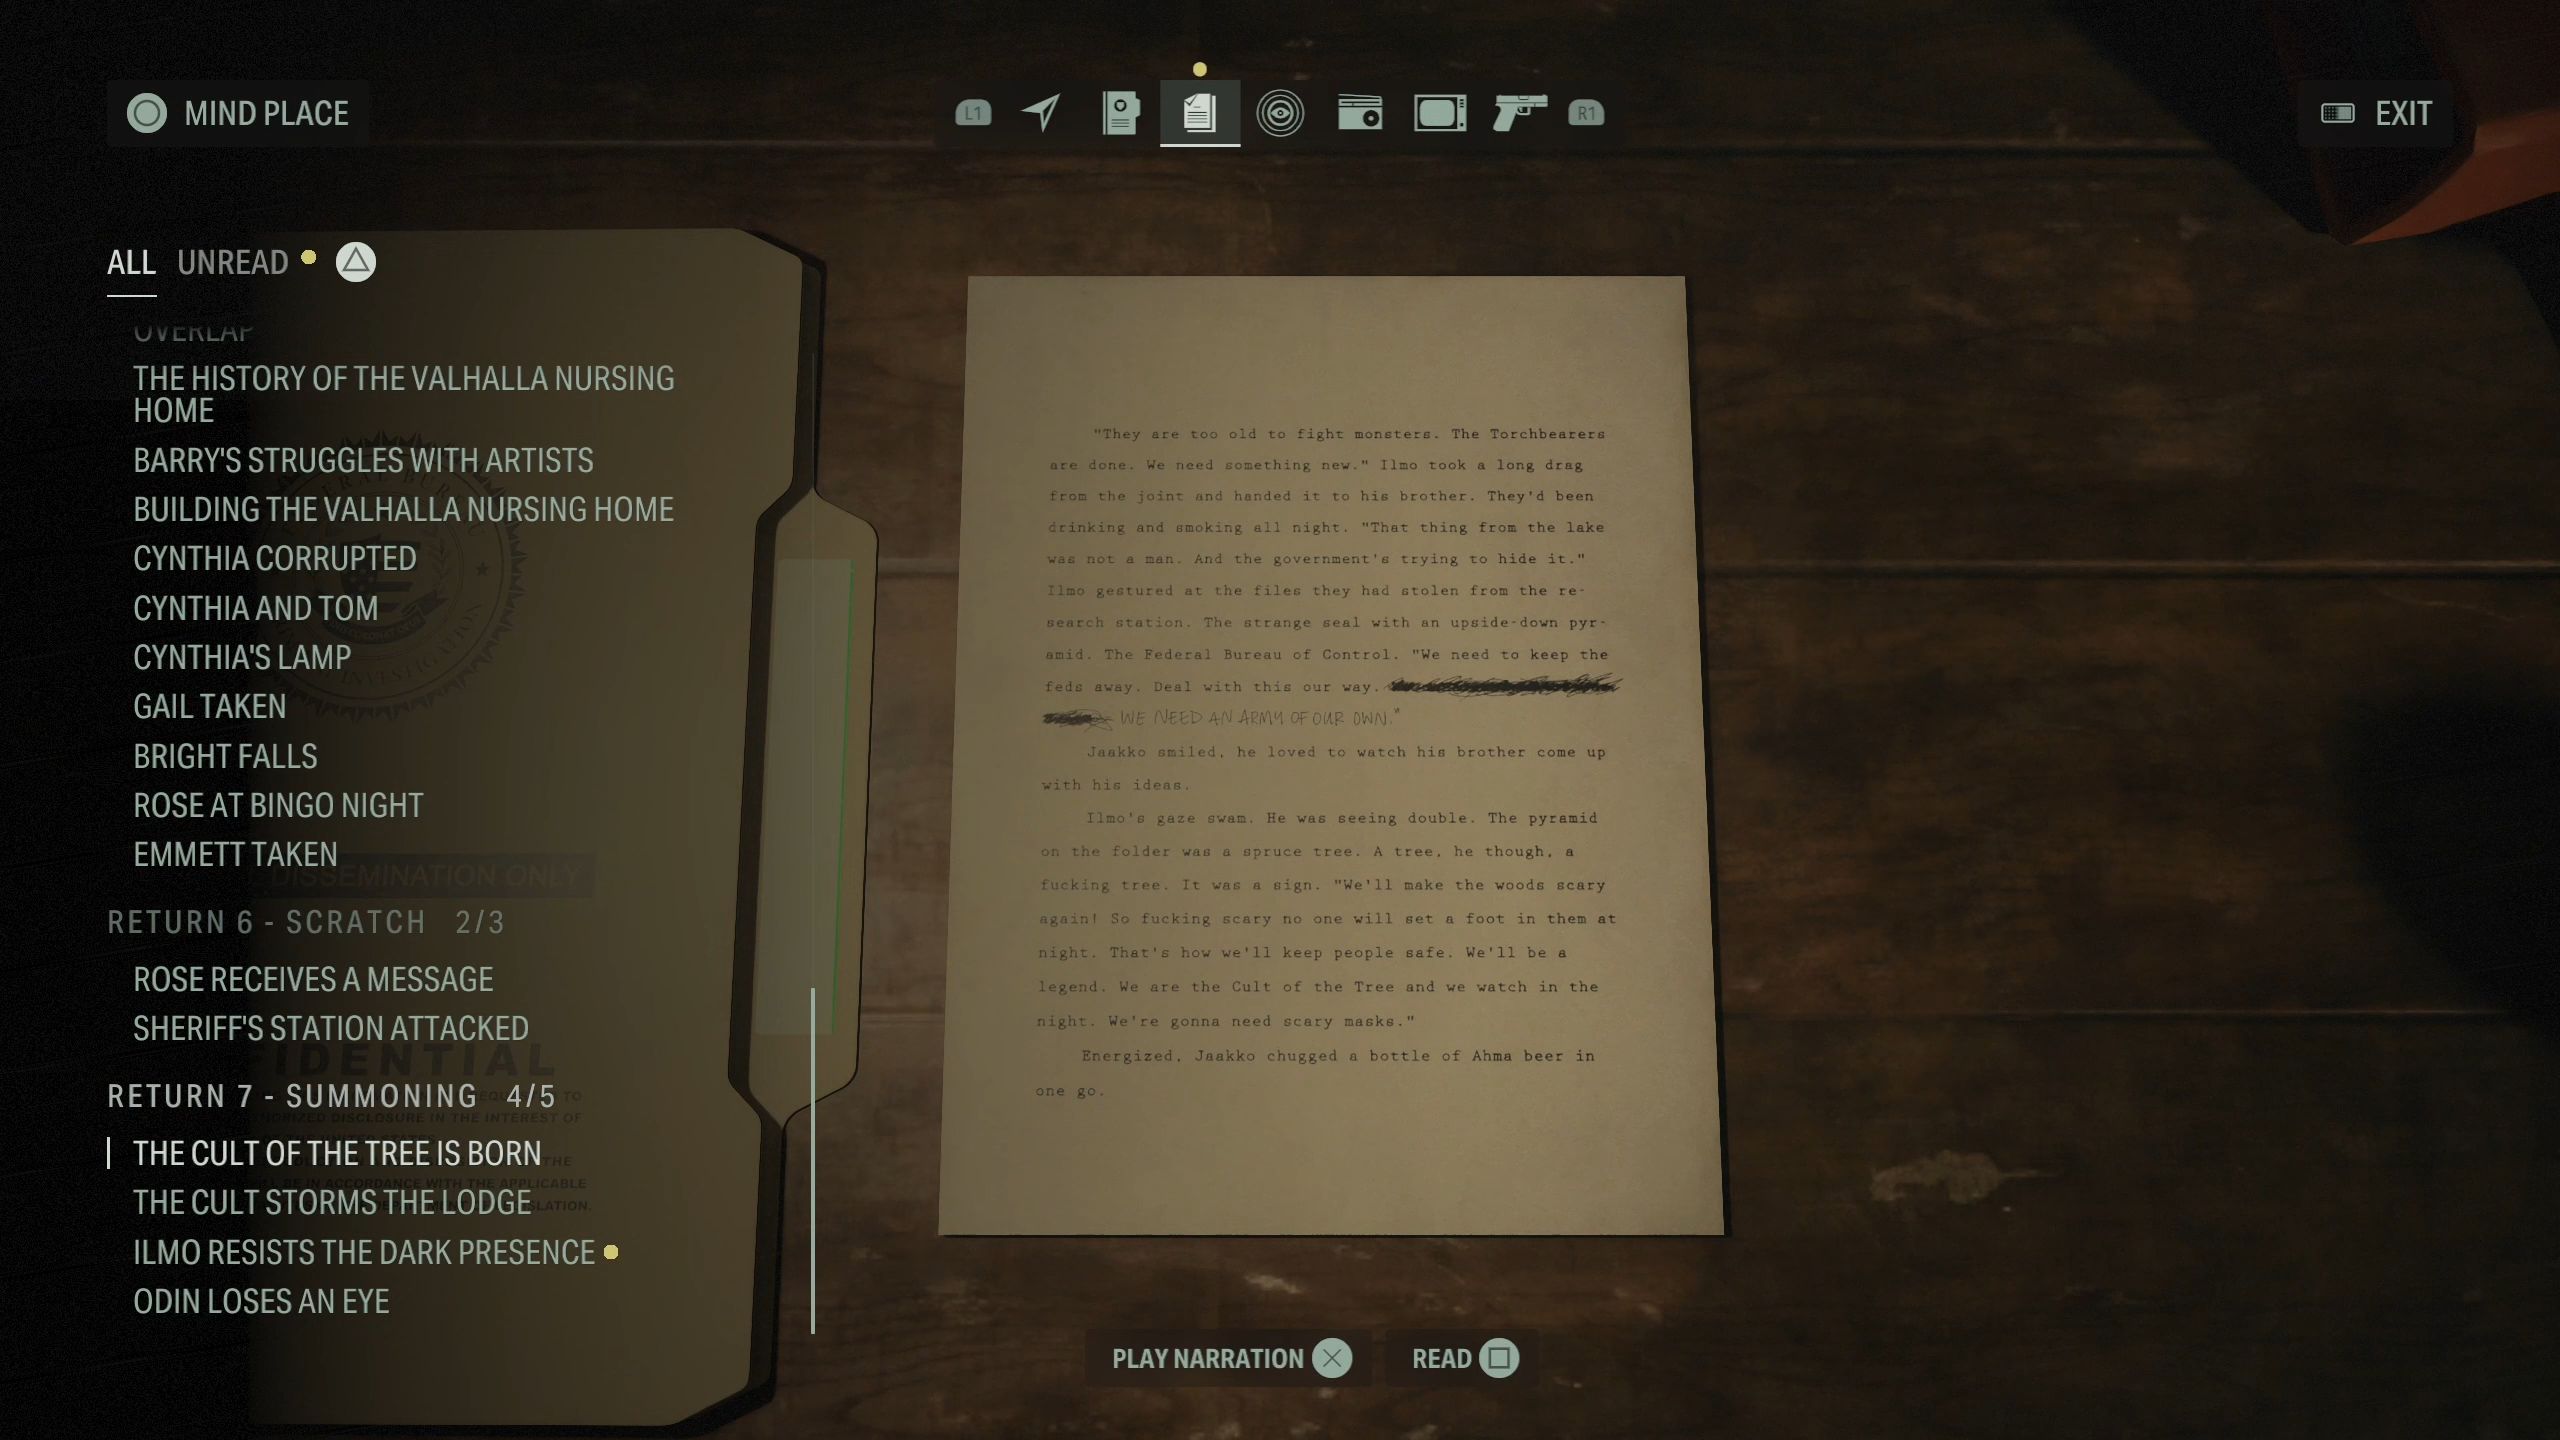 MIND PLACE
L1
R1
EXIT
ALL UNREAD
OVERLAP
THE HISTORY OF THE VALHALLA NURSING
HOME
BARRY'S STRUGGLES WITH ARTISTS
BUILDING THE VALHALLA NURSING HOME
CYNTHIA CORRUPTED
CYNTHIA AND TOM
CYNTHIA'S LAMP
GAIL TAKEN
BRIGHT FALLS
ROSE AT BINGO NIGHT
EMMETT TAKEN
DISSEMINATION ONLY
RETURN 6 - SCRATCH 2/3
ROSE RECEIVES A MESSAGE
SHERIFF'S STATION ATTACKED
FIDENTIAL
RETURN 7 - SUMMONING 4/5
THE CULT OF THE TREE IS BORN
THE CULT STORMS THE LODGE
ILMO RESISTS THE DARK PRESENCE
ODIN LOSES AN EYE
"They are too old to fight monsters. The Torchbearers
are done. We need something new." Ilmo took a long drag
from the joint and handed it to his brother. They'd been
drinking and smoking all night. "That thing from the lake
was not a man. And the government's trying to hide it."
Ilmo gestured at the files they had stolen from the re-
search station. The strange seal with an upside-down pyr-
amid. The Federal Bureau of Control. "We need to keep the
feds away. Deal with this our way.
WE NEED AN ARMY OF OUR OWN."
Jaakko smiled, he loved to watch his brother come up
with his ideas.
Ilmo's gaze swam. He was seeing double. The pyramid
on the folder was a spruce tree. A tree, he though, a
fucking tree. It was a sign. "We'll make the woods scary
again! So fucking scary no one will set a foot in them at
night. That's how we'll keep people safe. We'll be a
legend. We are the Cult of the Tree and we watch in the
night. We're gonna need scary masks."
Energized, Jaakko chugged a bottle of Ahma beer in
one go.
PLAY NARRATION
READ